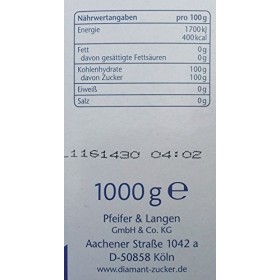 Nährwertangaben pro 100g
Energie 1700kJ
400kcal
Fett 0g
davon gesättigte Fettsäuren 0g
Kohlenhydrate 100g
davon Zucker 100g
Eiweiß 0g
Salz 0g
L1161430 04:02
1000g e
Pfeifer & Langen
GmbH & Co. KG
Aachener Straße 1042 a
D-50858 Köln
www.diamant-zucker.de